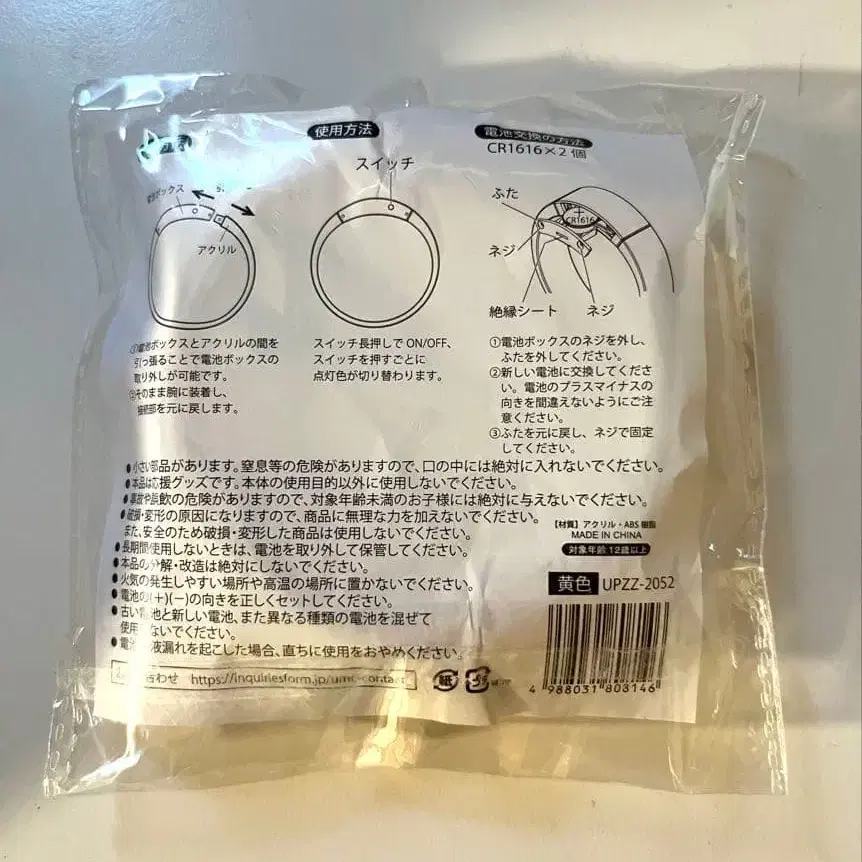 使用方法
電池交換の方法
CR1616×2個
電池ボックス
アクリル
スイッチ
ふた
CR1616
ネジ
絶縁シート
ネジ
①電池ボックスとアクリルの間を
引っ張ることで電池ボックスの
取り外しが可能です。
②そのまま腕に装着し、
接続部を元に戻します。
スイッチ長押しで ON/OFF、
スイッチを押すごとに
点灯色が切り替わります。
①電池ボックスのネジを外し、
ふたを外してください。
②新しい電池に交換してくださ
い。電池のプラスマイナスの
向きを間違えないようにご注
意ください。
③ふたを元に戻し、ネジで固定
してください。
●小さい部品があります。窒息等の危険がありますので、口の中には絶対に入れないでください。
●本品は応援グッズです。本体の使用目的以外に使用しないでください。
●事故や誤飲の危険がありますので、対象年齢未満のお子様には絶対に与えないでください。
●破損・変形の原因になりますので、商品に無理な力を加えないでください。
また、安全のため破損・変形した商品は使用しないでください。
●長期間使用しないときは、電池を取り外して保管してください。
●本品の分解・改造は絶対にしないでください。
●火気の発生しやすい場所や高温の場所に置かないでください。
●電池の(+)(−)の向きを正しくセットしてください。
●古い電池と新しい電池、また異なる種類の電池を混ぜて
使用しないでください。
●電池が液漏れを起こした場合、直ちに使用をおやめください。
【材質】アクリル・ABS樹脂
MADE IN CHINA
対象年齢12歳以上
黄色 UPZZ-2052
4 988031 803146
合わせ https://inquiriesform.jp/umc-contact
紙 プラ